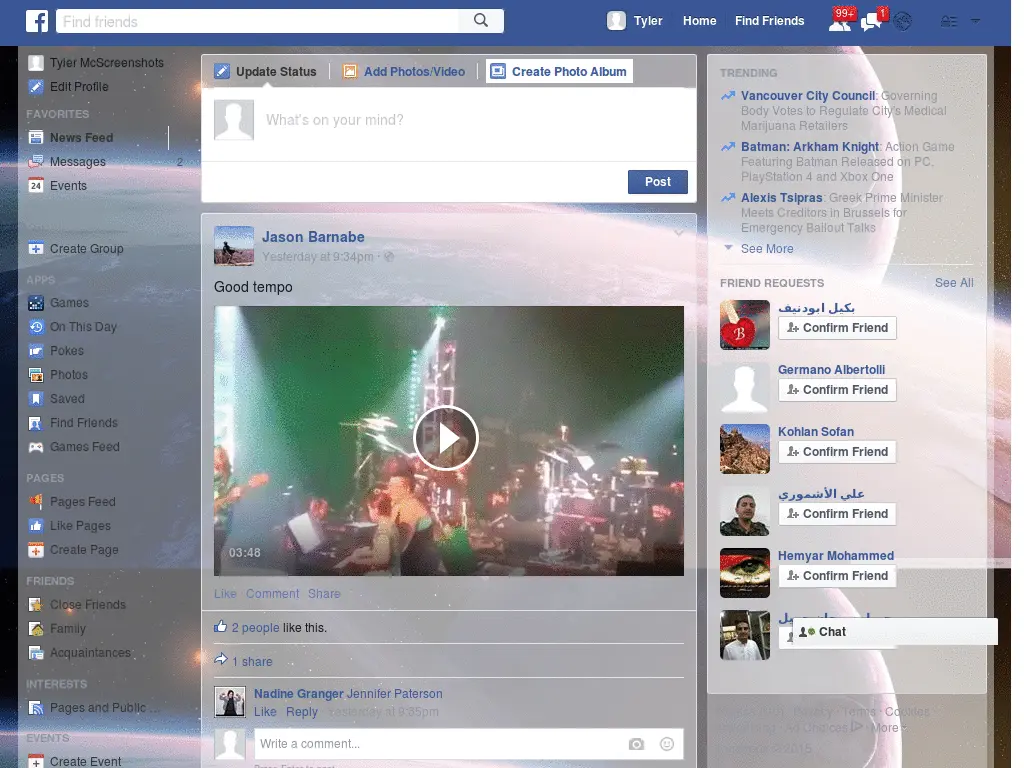 Find friends
Tyler
Home
Find Friends
99+
1
Tyler McScreenshots
Edit Profile
FAVORITES
News Feed
Messages 2
24 Events
Create Group
APPS
Games
On This Day
Pokes
Photos
Saved
Find Friends
Games Feed
PAGES
Pages Feed
Like Pages
Create Page
FRIENDS
Close Friends
Family
Acquaintances
INTERESTS
Pages and Public ...
EVENTS
Create Event
Update Status
Add Photos/Video
Create Photo Album
What's on your mind?
Post
Jason Barnabe
Yesterday at 9:34pm ·
Good tempo
03:48
Like Comment Share
2 people like this.
1 share
Nadine Granger Jennifer Paterson
Like Reply · Yesterday at 9:35pm
Write a comment...
TRENDING
Vancouver City Council: Governing
Body Votes to Regulate City's Medical
Marijuana Retailers
Batman: Arkham Knight: Action Game
Featuring Batman Released on PC,
PlayStation 4 and Xbox One
Alexis Tsipras: Greek Prime Minister
Meets Creditors in Brussels for
Emergency Bailout Talks
See More
FRIEND REQUESTS
See All
بكيل ابودنيف
B
Confirm Friend
Germano Albertolli
Confirm Friend
Kohlan Sofan
Confirm Friend
علي الأشموري
Confirm Friend
Hemyar Mohammed
Confirm Friend
Chat
Privacy · Terms · Cookies ·
Ad Choices · More
2015